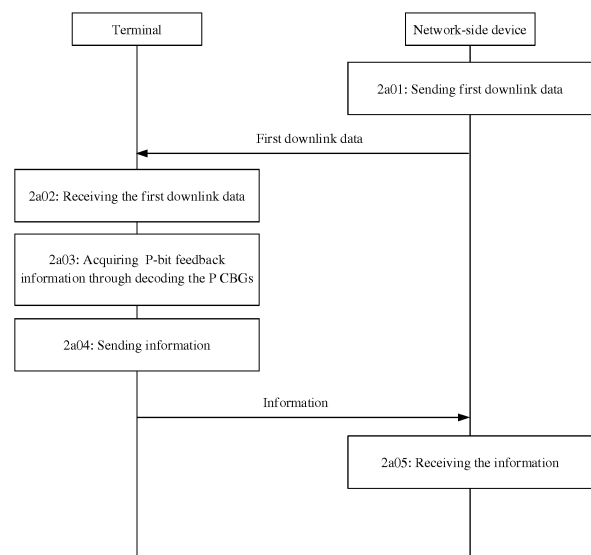 Terminal
Network-side device
2a01: Sending first downlink data
First downlink data
2a02: Receiving the first downlink data
2a03: Acquiring P-bit feedback
information through decoding the P CBGs
2a04: Sending information
Information
2a05: Receiving the information